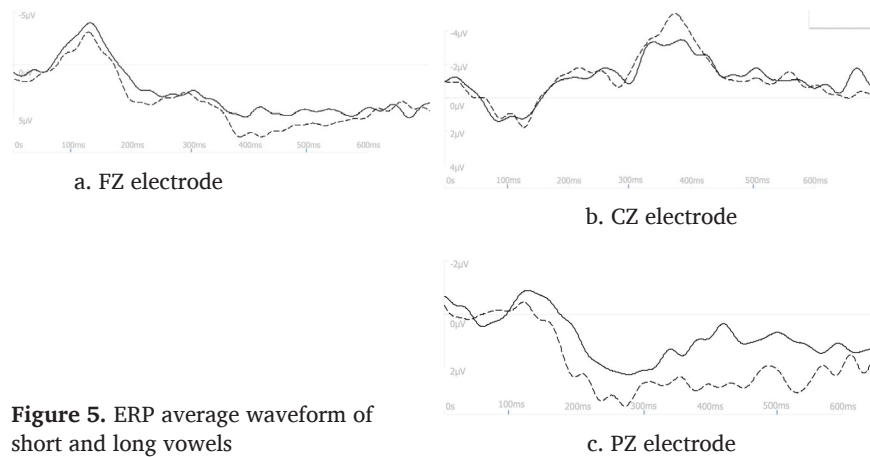 -5μV
0μV
5μV
0s 100ms 200ms 300ms 400ms 500ms 600ms
a. FZ electrode
-4μV
-2μV
0μV
2μV
4μV
0s 100ms 200ms 300ms 400ms 500ms 600ms
b. CZ electrode
-2μV
0μV
2μV
0s 100ms 200ms 300ms 400ms 500ms 600ms
c. PZ electrode
Figure 5. ERP average waveform of
short and long vowels